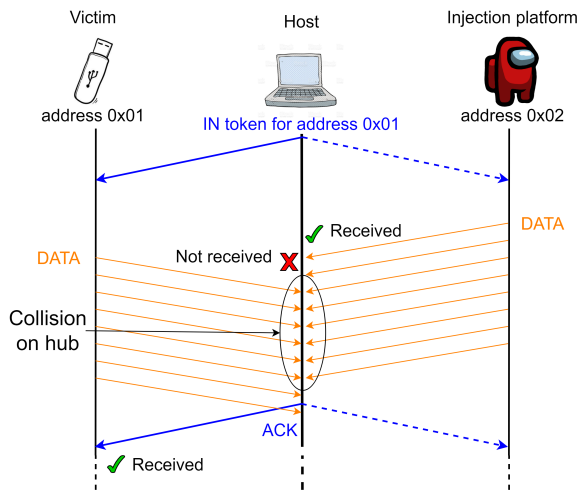 Victim
Host
Injection platform
address 0x01
IN token for address 0x01
address 0x02
Received
DATA
Not received
DATA
Collision
on hub
ACK
Received